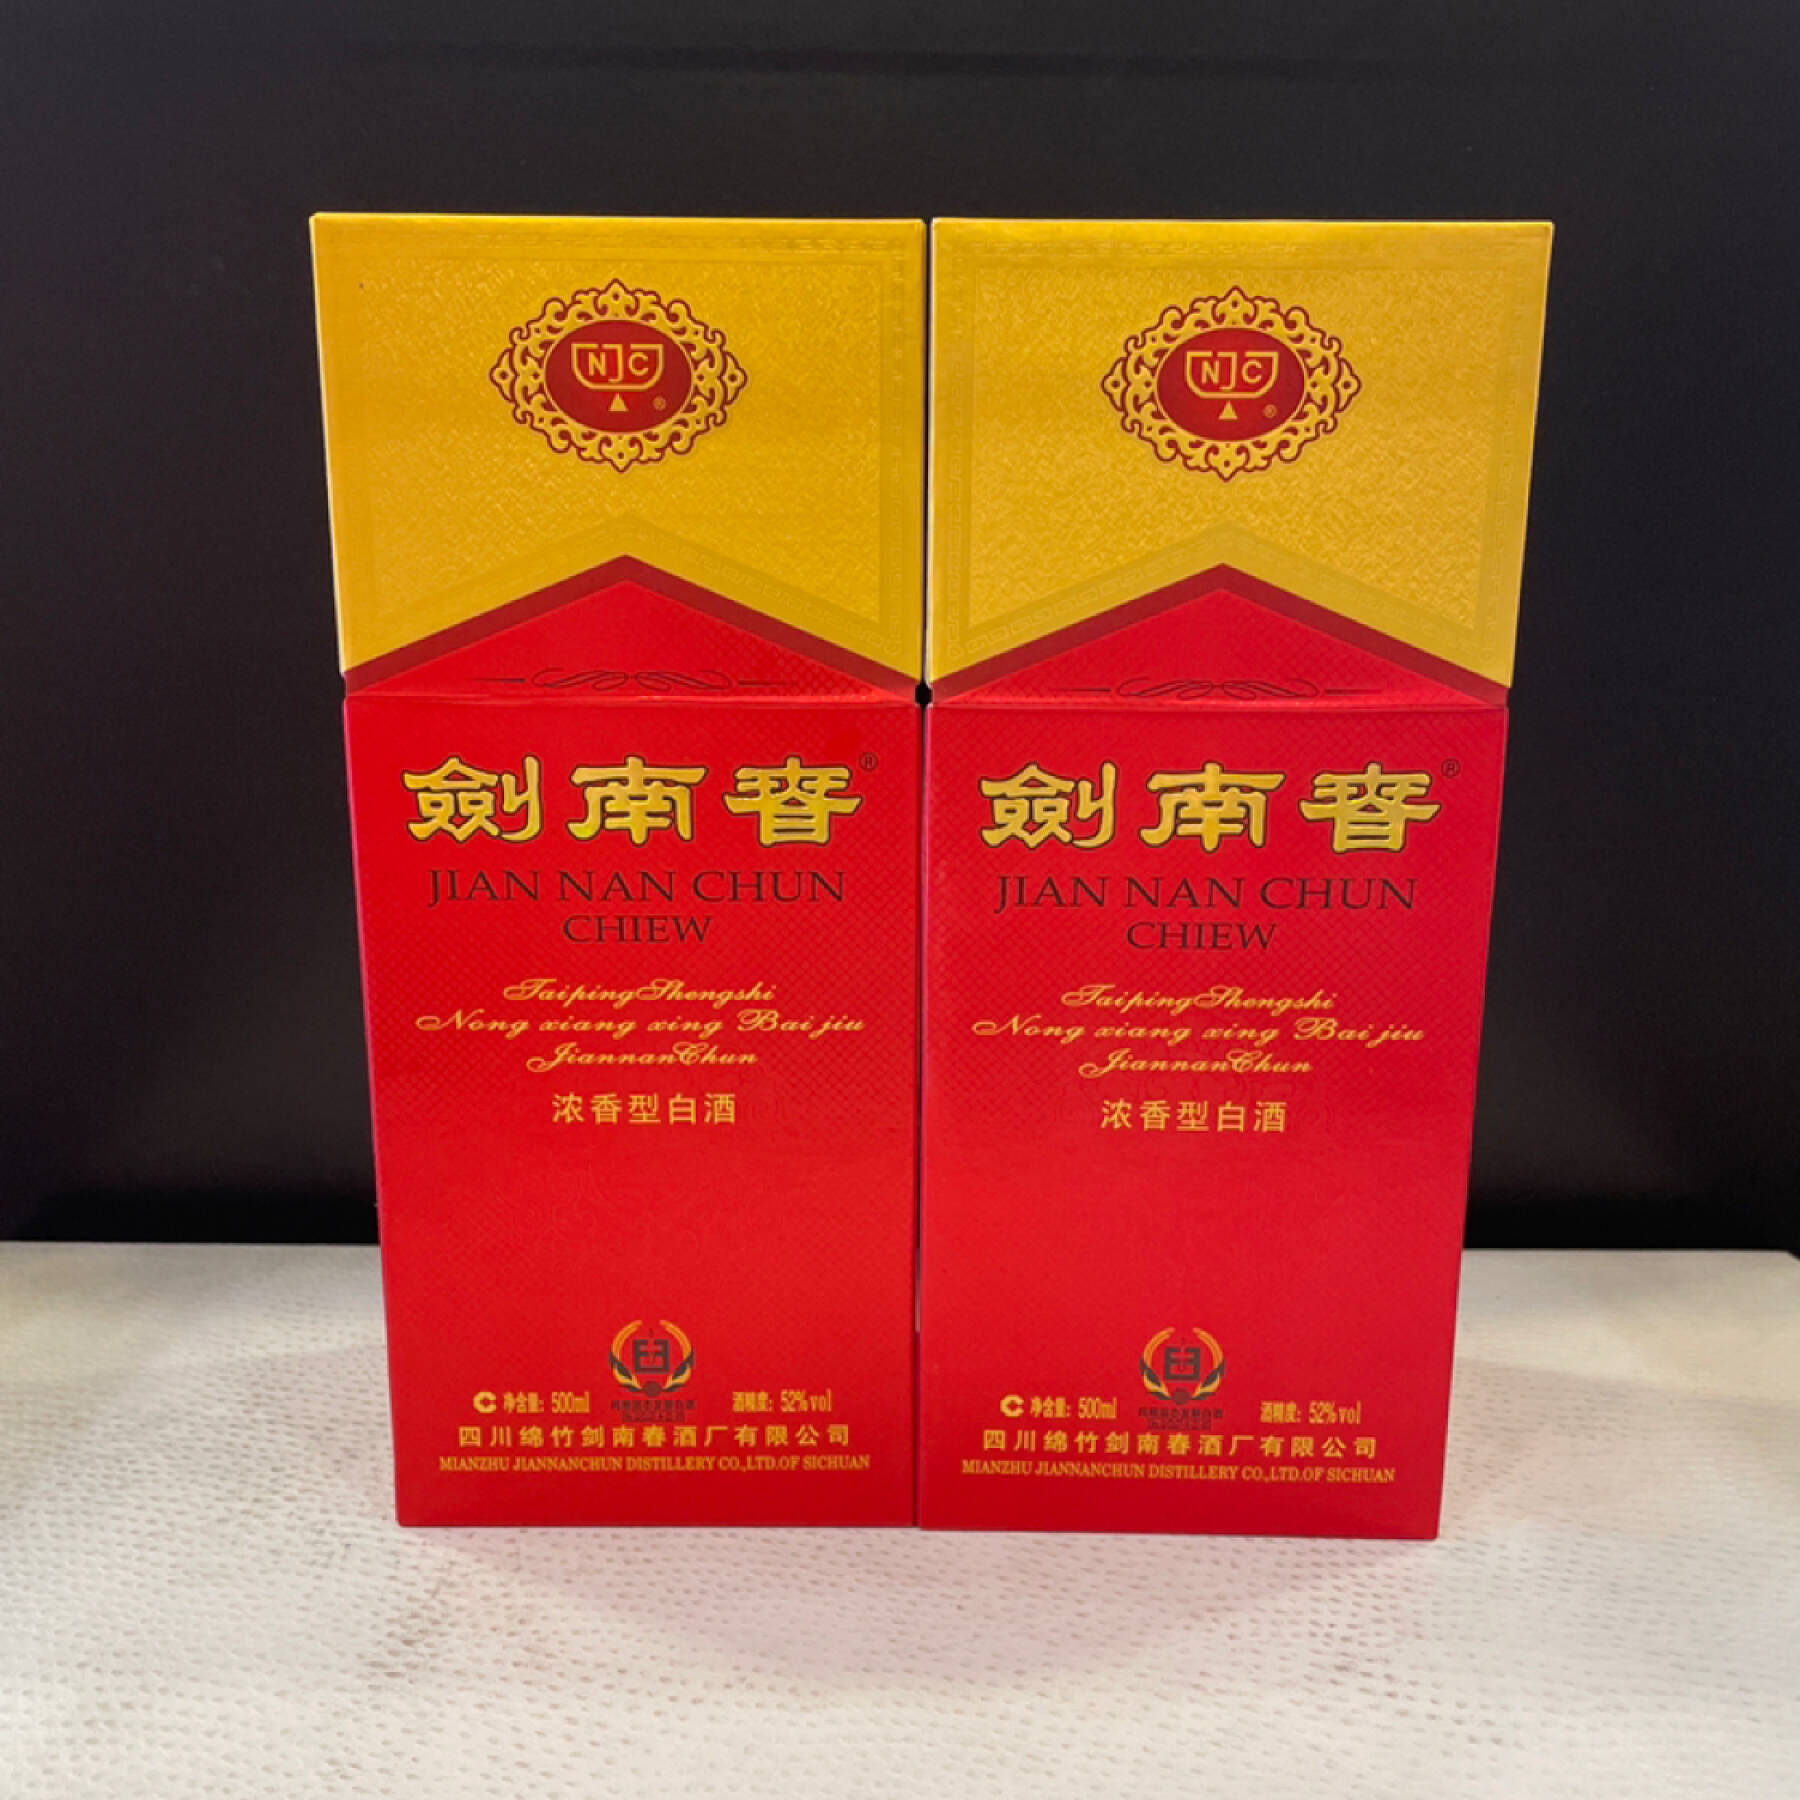 NJC
®
劍南春®
JIAN NAN CHUN
CHIEW
TaipingShengshi
Nong xiang xing Bai jiu
JiannanChun
浓香型白酒
C 净含量: 500ml 酒精度: 52%vol
四川绵竹剑南春酒厂有限公司
MIANZHU JIANNANCHUN DISTILLERY CO.,LTD.OF SICHUAN
NJC
®
劍南春®
JIAN NAN CHUN
CHIEW
TaipingShengshi
Nong xiang xing Bai jiu
JiannanChun
浓香型白酒
C 净含量: 500ml 酒精度: 52%vol
四川绵竹剑南春酒厂有限公司
MIANZHU JIANNANCHUN DISTILLERY CO.,LTD.OF SICHUAN